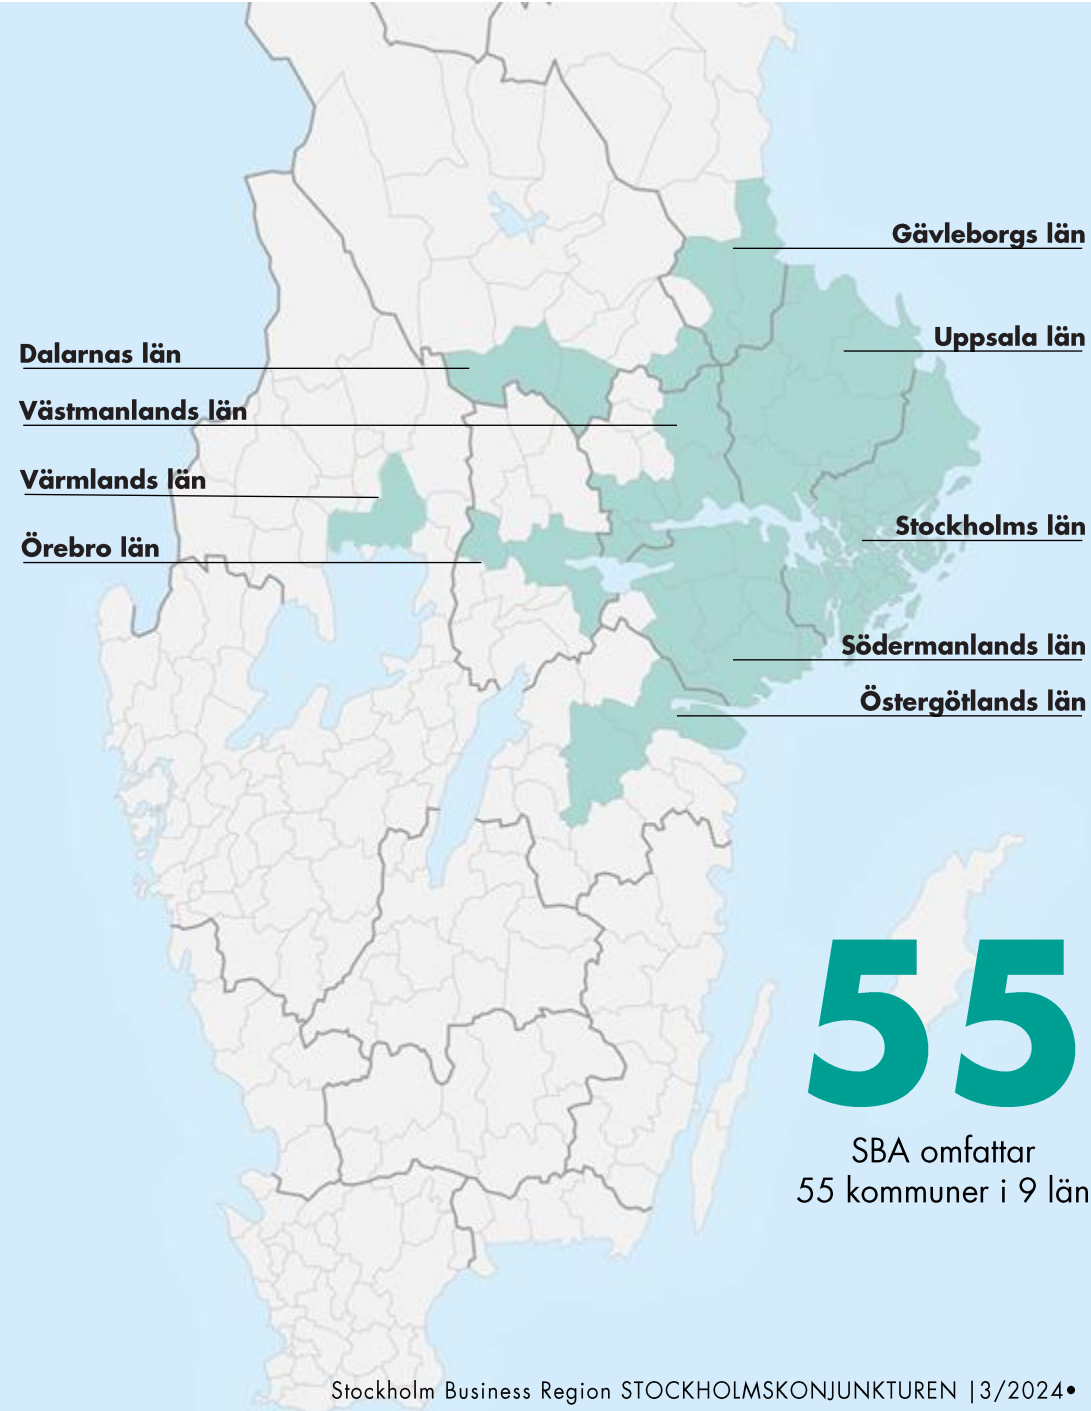 Gävleborgs län
Uppsala län
Dalarnas län
Västmanlands län
Värmlands län
Stockholms län
Örebro län
Södermanlands län
Östergötlands län
55
SBA omfattar
55 kommuner i 9 län
Stockholm Business Region STOCKHOLMSKONJUNKTUREN |3/2024•